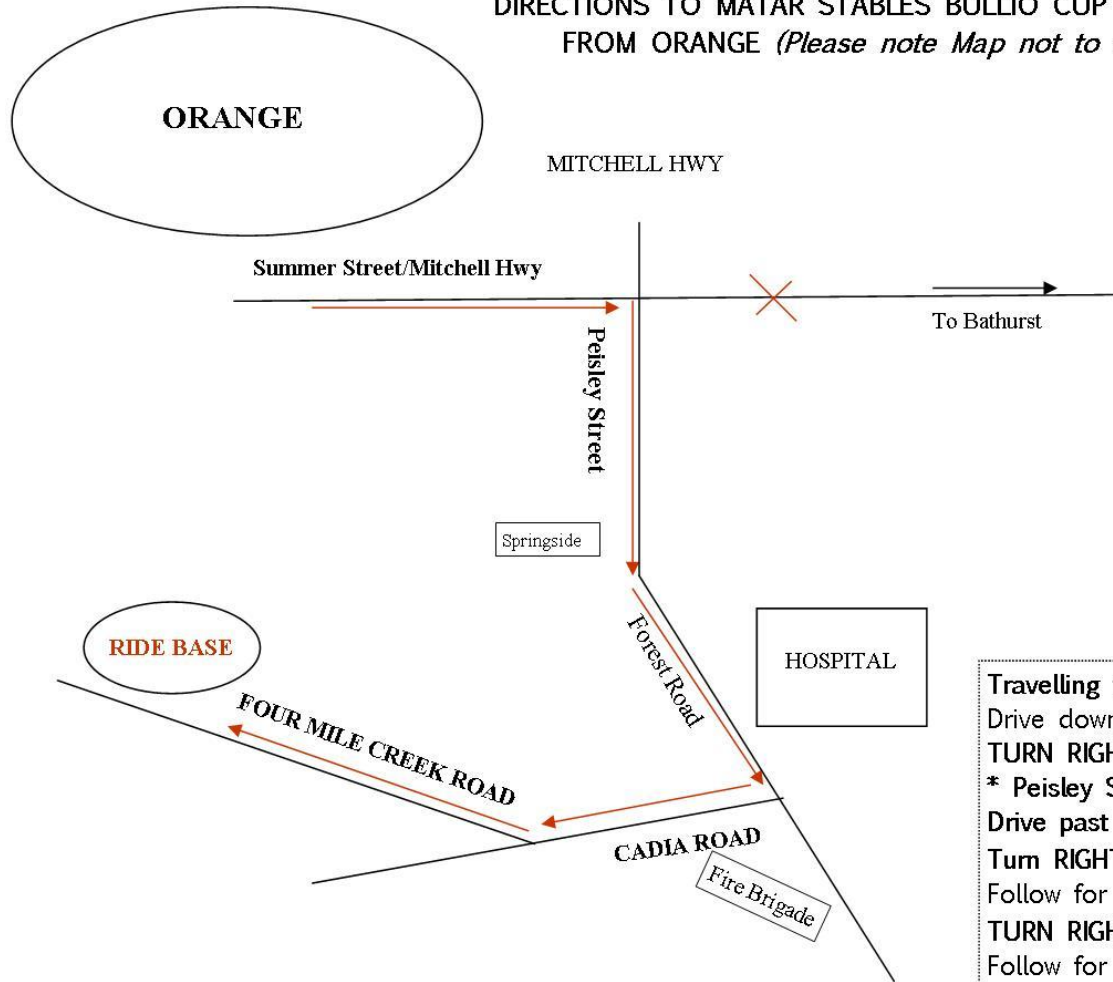 DIRECTIONS TO MATAR STABLES BULLIO CUP
FROM ORANGE (Please note Map not to
ORANGE
MITCHELL HWY
Summer Street/Mitchell Hwy
To Bathurst
Peisley Street
Springside
Forest Road
HOSPITAL
RIDE BASE
FOUR MILE CREEK ROAD
CADIA ROAD
Fire Brigade
Travelling
Drive down
TURN RIGH
* Peisley S
Drive past
Turn RIGHT
Follow for
TURN RIGH
Follow for